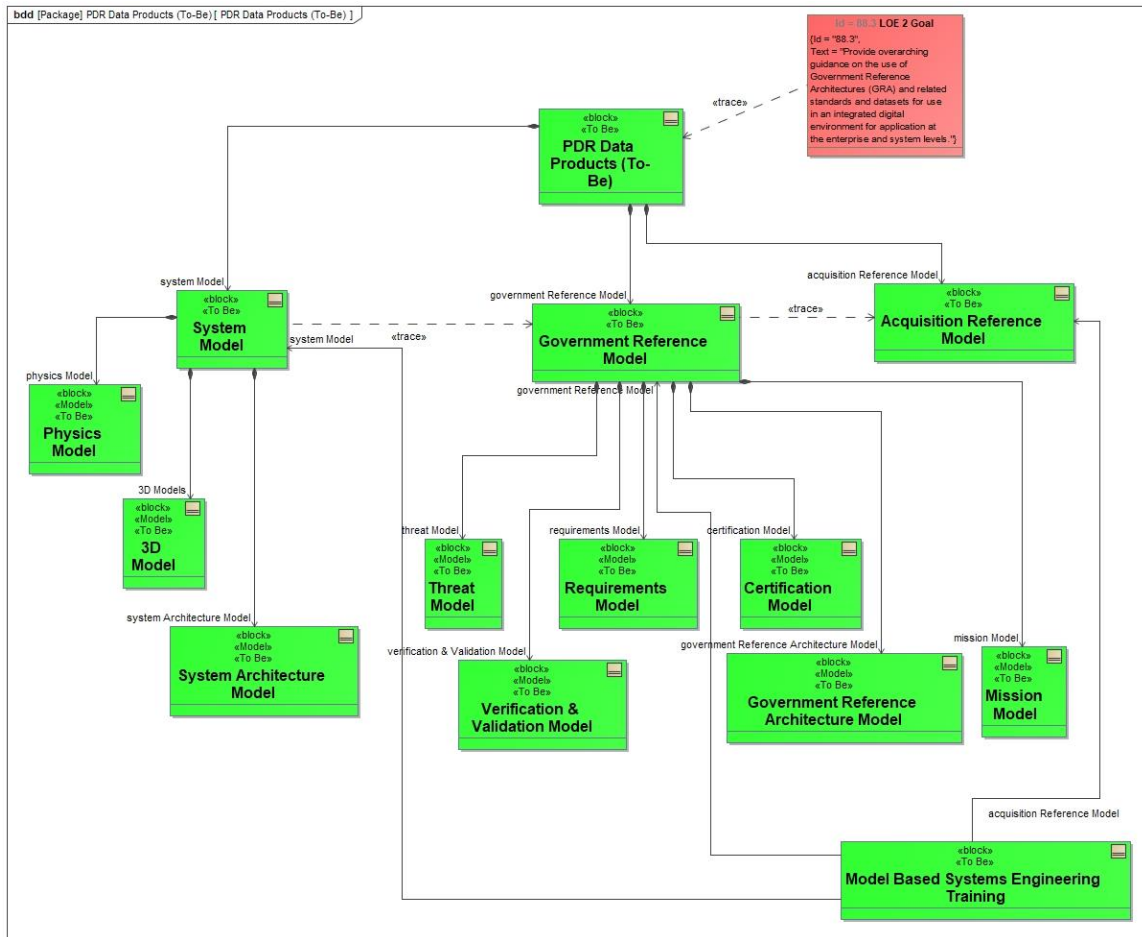 bdd [Package] PDR Data Products (To-Be) [ PDR Data Products (To-Be) ]
Id = 88.3 LOE 2 Goal
{Id = "88.3",
Text = "Provide overarching
guidance on the use of
Government Reference
Architectures (GRA) and related
standards and datasets for use
in an integrated digital
environment for application at
the enterprise and system levels."}
«trace»
«block»
«To Be»
PDR Data
Products (To-
Be)
system Model
«block»
«To Be»
System
Model
government Reference Model
«block»
«To Be»
Government Reference
Model
acquisition Reference Model
«block»
«To Be»
Acquisition Reference
Model
«trace»
«trace»
system Model
government Reference Model
physics Model
«block»
«Model»
«To Be»
Physics
Model
3D Models
«block»
«Model»
«To Be»
3D
Model
system Architecture Model
«block»
«Model»
«To Be»
System Architecture
Model
threat Model
«block»
«Model»
«To Be»
Threat
Model
requirements Model
«block»
«Model»
«To Be»
Requirements
Model
certification Model
«block»
«Model»
«To Be»
Certification
Model
verification & Validation Model
«block»
«Model»
«To Be»
Verification &
Validation Model
government Reference Architecture Model
«block»
«Model»
«To Be»
Government Reference
Architecture Model
mission Model
«block»
«Model»
«To Be»
Mission
Model
acquisition Reference Model
«block»
«To Be»
Model Based Systems Engineering
Training